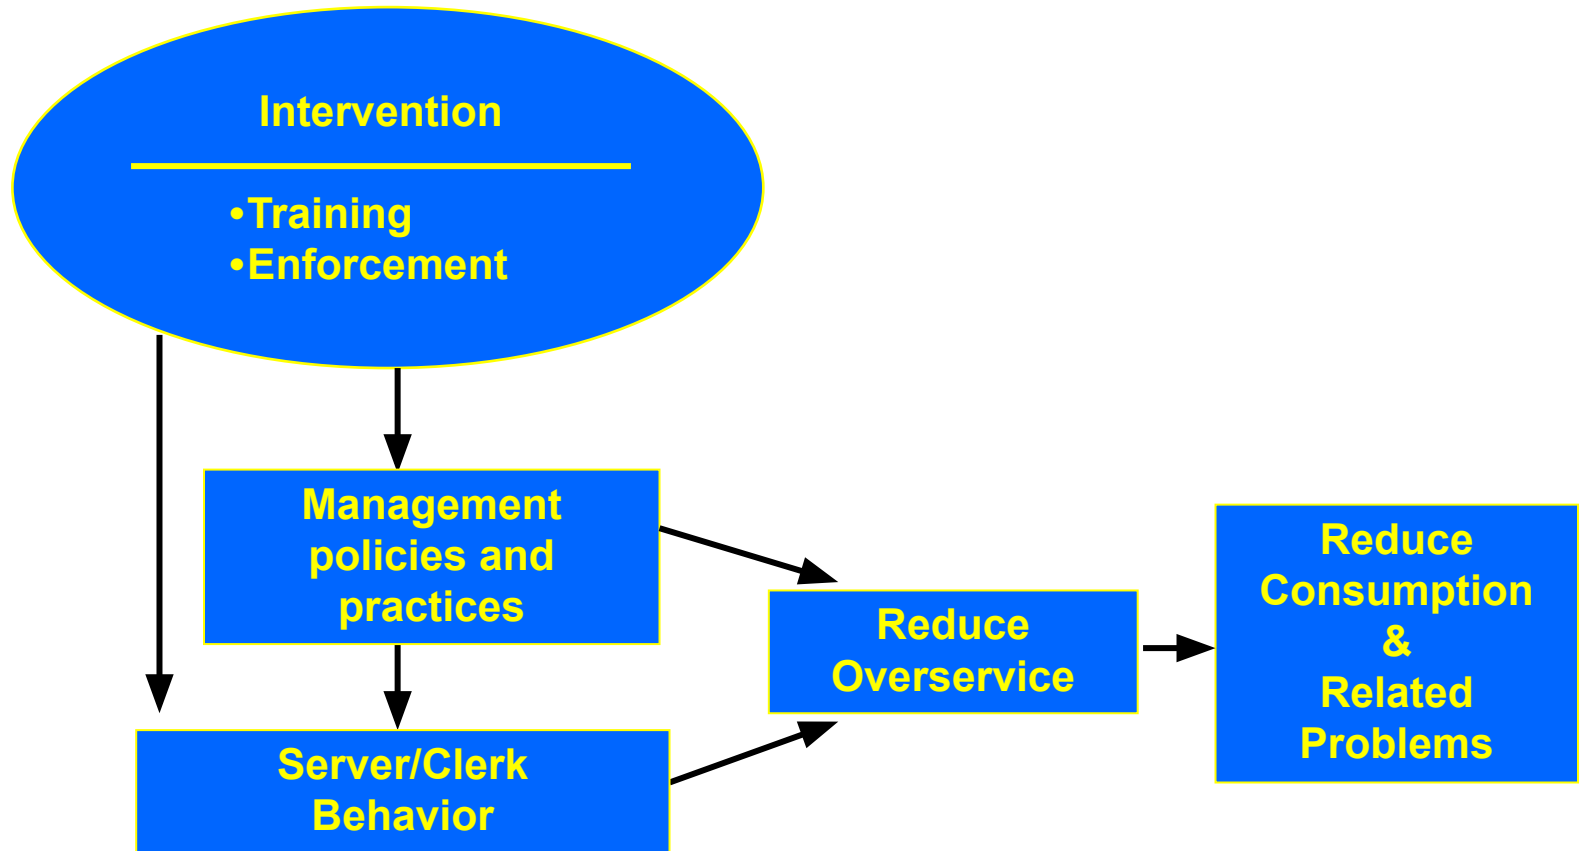 Intervention
•Training
•Enforcement
Management
policies and
practices
Server/Clerk
Behavior
Reduce
Overservice
Reduce
Consumption
&
Related
Problems